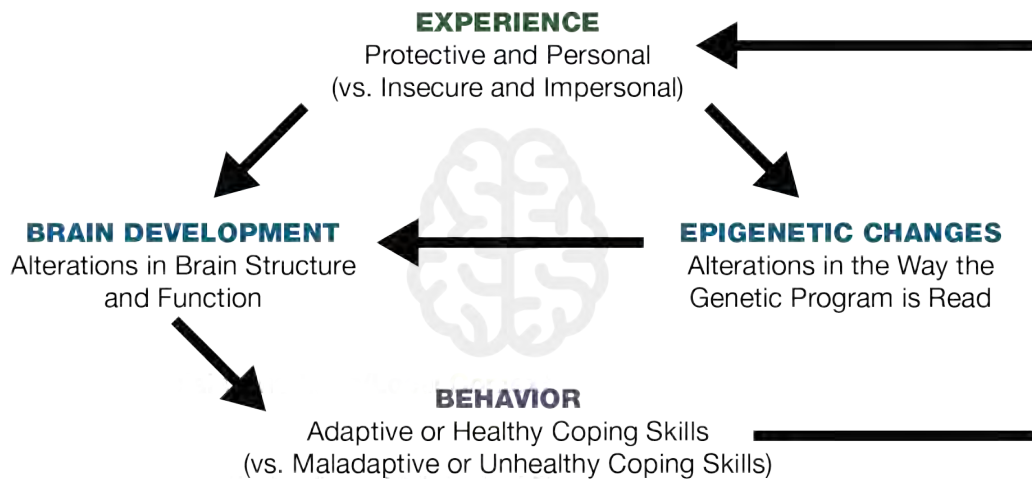 EXPERIENCE
Protective and Personal
(vs. Insecure and Impersonal)
BRAIN DEVELOPMENT
Alterations in Brain Structure
and Function
EPIGENETIC CHANGES
Alterations in the Way the
Genetic Program is Read
BEHAVIOR
Adaptive or Healthy Coping Skills
(vs. Maladaptive or Unhealthy Coping Skills)